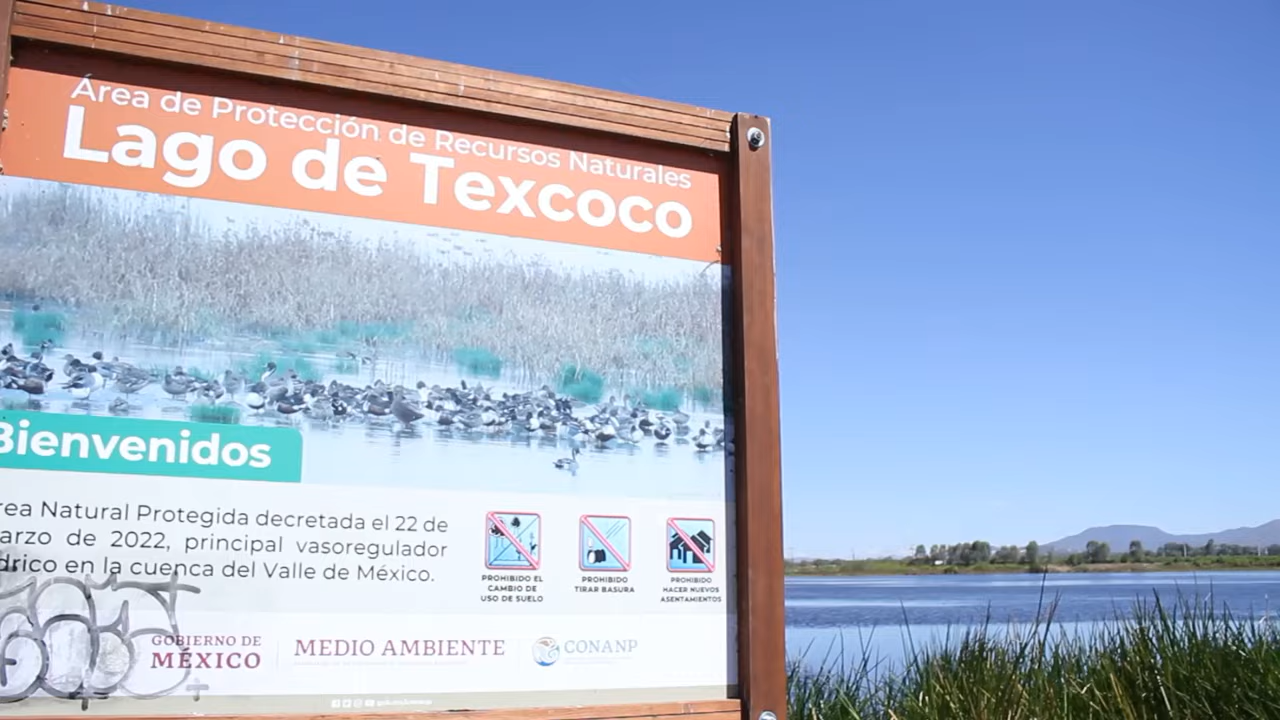 Área de Protección de Recursos Naturales
Lago de Texcoco
Bienvenidos
rea Natural Protegida decretada el 22 de
arzo de 2022, principal vasoregulador
drico en la cuenca del Valle de México.
PROHIBIDO EL
CAMBIO DE
USO DE SUELO
PROHIBIDO
TIRAR BASURA
PROHIBIDO
HACER NUEVOS
ASENTAMIENTOS
GOBIERNO DE
MÉXICO
MEDIO AMBIENTE
CONANP